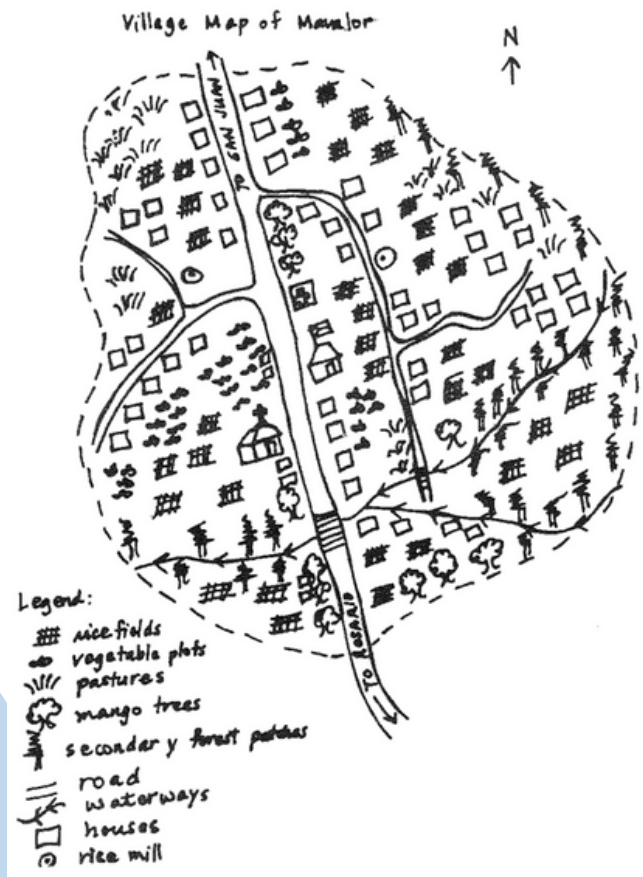 Village Map of Mavalor
N
TO SAN JUAN
TO ROSARIO
Legend:
rice fields
vegetable plots
pastures
mango trees
secondary forest patches
road
waterways
houses
rice mill